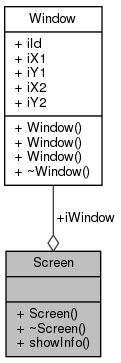 Window
+ iId
+ iX1
+ iY1
+ iX2
+ iY2
+ Window()
+ Window()
+ Window()
+ ~Window()
+iWindow
Screen
+ Screen()
+ ~Screen()
+ showInfo()